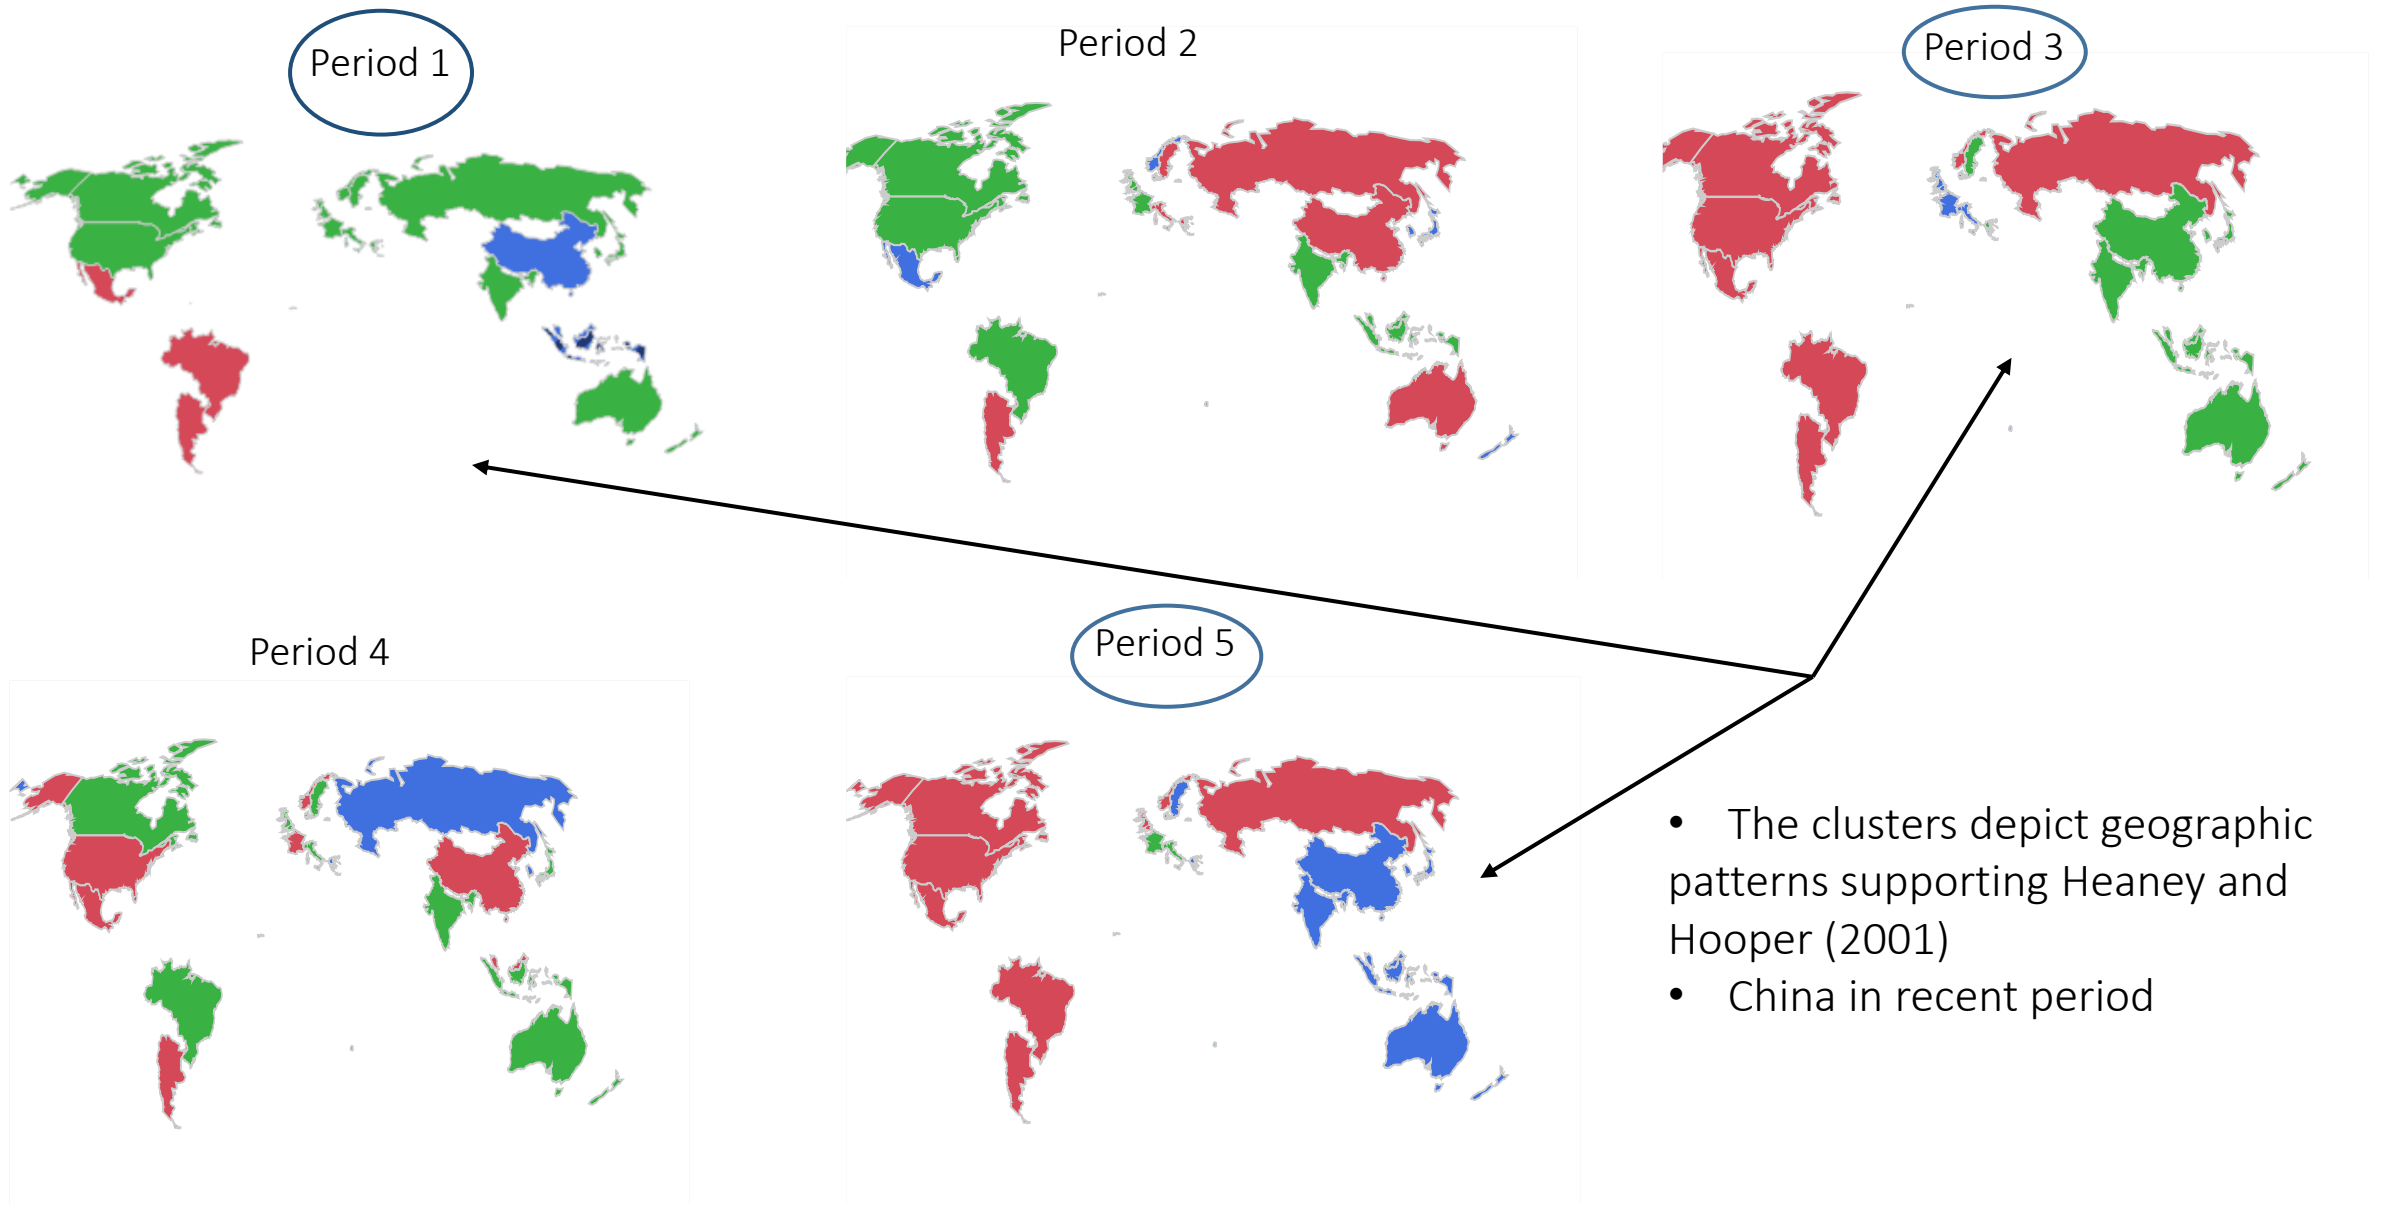 Period 1
Period 2
Period 3
Period 4
Period 5
• The clusters depict geographic
patterns supporting Heaney and
Hooper (2001)
• China in recent period